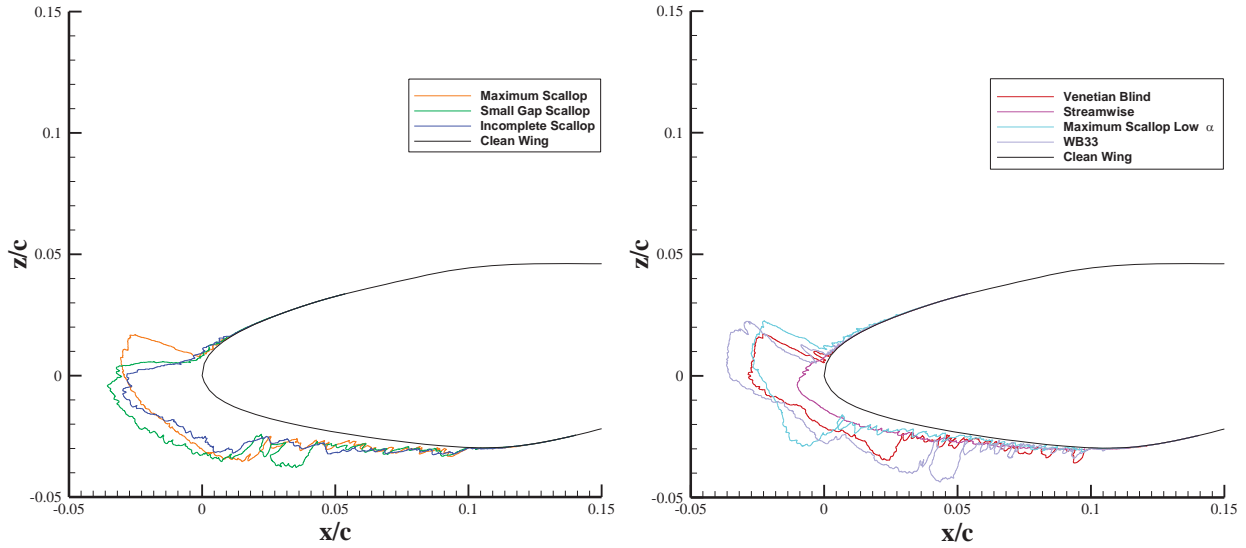 0.15
0.1
0.05
0
-0.05
z/c
-0.05
0
0.05
0.1
0.15
x/c
Maximum Scallop
Small Gap Scallop
Incomplete Scallop
Clean Wing
0.15
0.1
0.05
0
-0.05
z/c
-0.05
0
0.05
0.1
0.15
x/c
Venetian Blind
Streamwise
Maximum Scallop Low α
WB33
Clean Wing